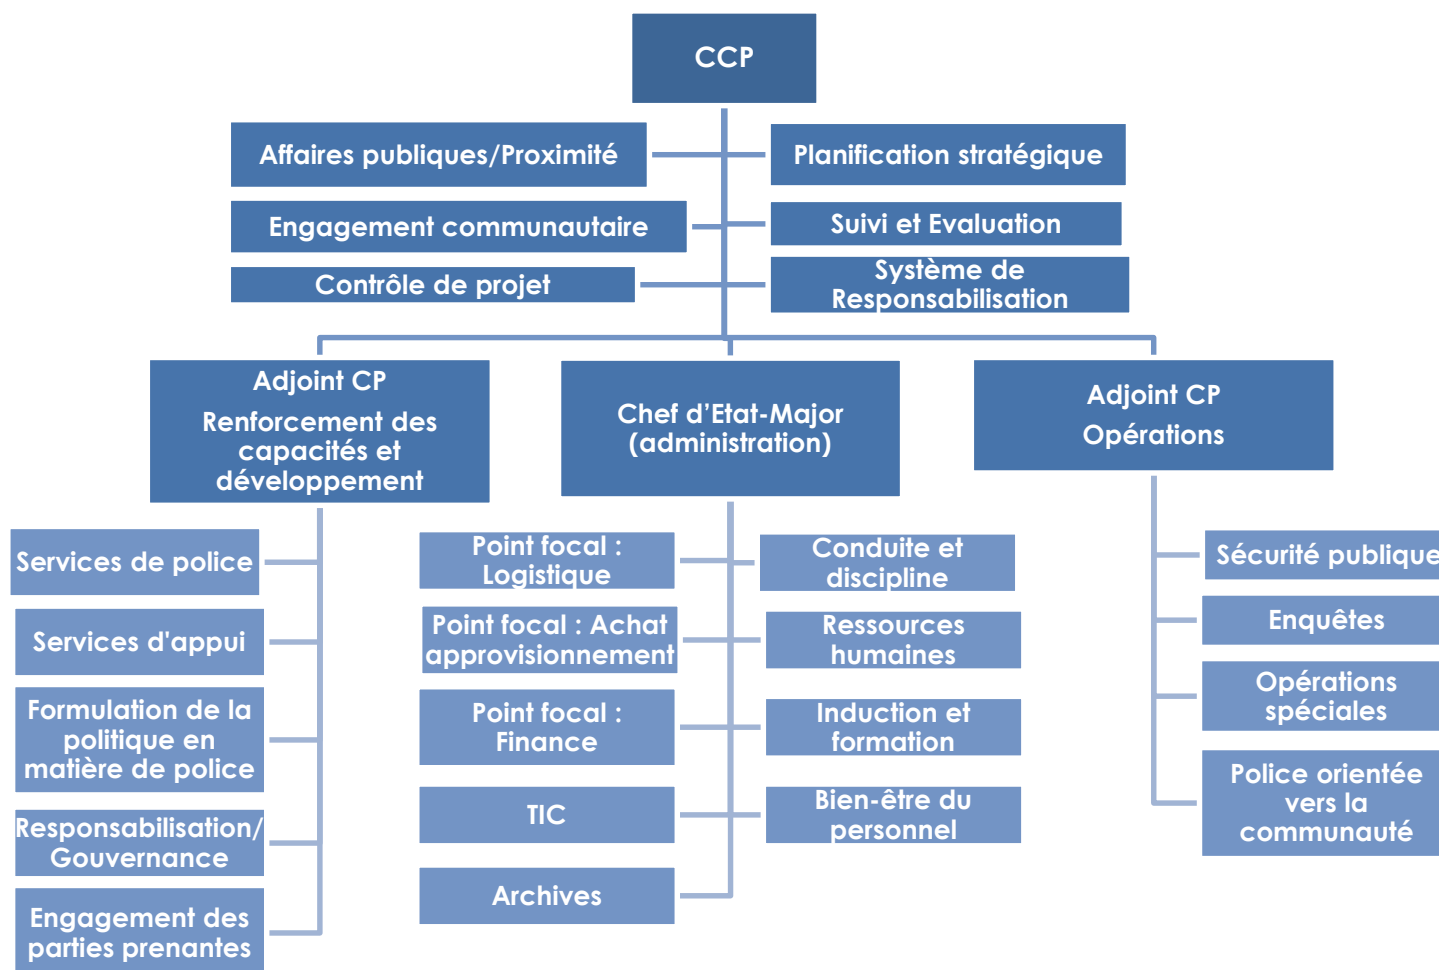 CCP
Affaires publiques/Proximité
Planification stratégique
Engagement communautaire
Suivi et Evaluation
Contrôle de projet
Système de
Responsabilisation
Adjoint CP
Renforcement des
capacités et
développement
Chef d’Etat-Major
(administration)
Adjoint CP
Opérations
Services de police
Services d'appui
Formulation de la
politique en
matière de police
Responsabilisation/
Gouvernance
Engagement des
parties prenantes
Point focal :
Logistique
Point focal : Achat
approvisionnement
Point focal :
Finance
TIC
Archives
Conduite et
discipline
Ressources
humaines
Induction et
formation
Bien-être du
personnel
Sécurité publique
Enquêtes
Opérations
spéciales
Police orientée
vers la
communauté